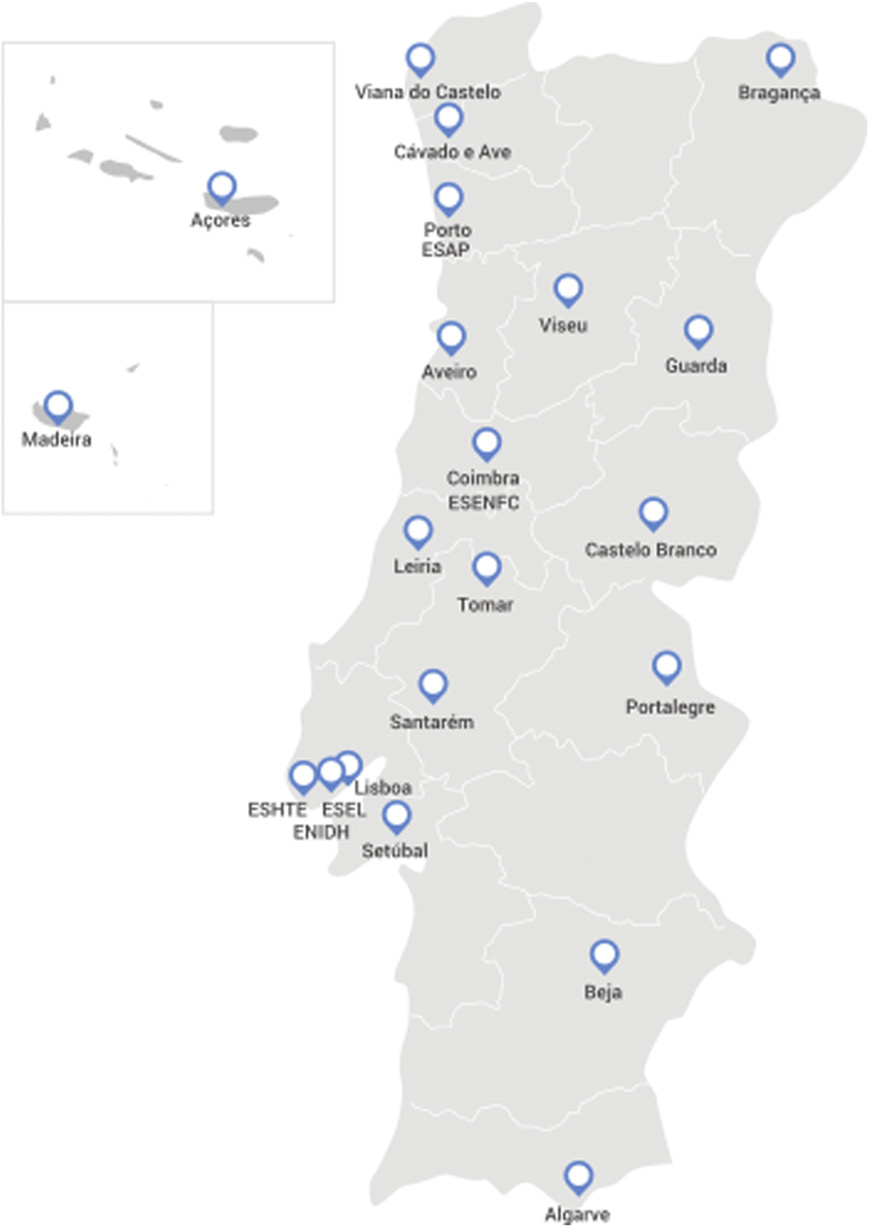 Viana do Castelo
Bragança
Cávado e Ave
Açores
Porto
ESAP
Viseu
Guarda
Aveiro
Madeira
Coimbra
ESENFC
Castelo Branco
Leiria
Tomar
Portalegre
Santarém
Lisboa
ESHTE ESEL
ENIDH
Setúbal
Beja
Algarve